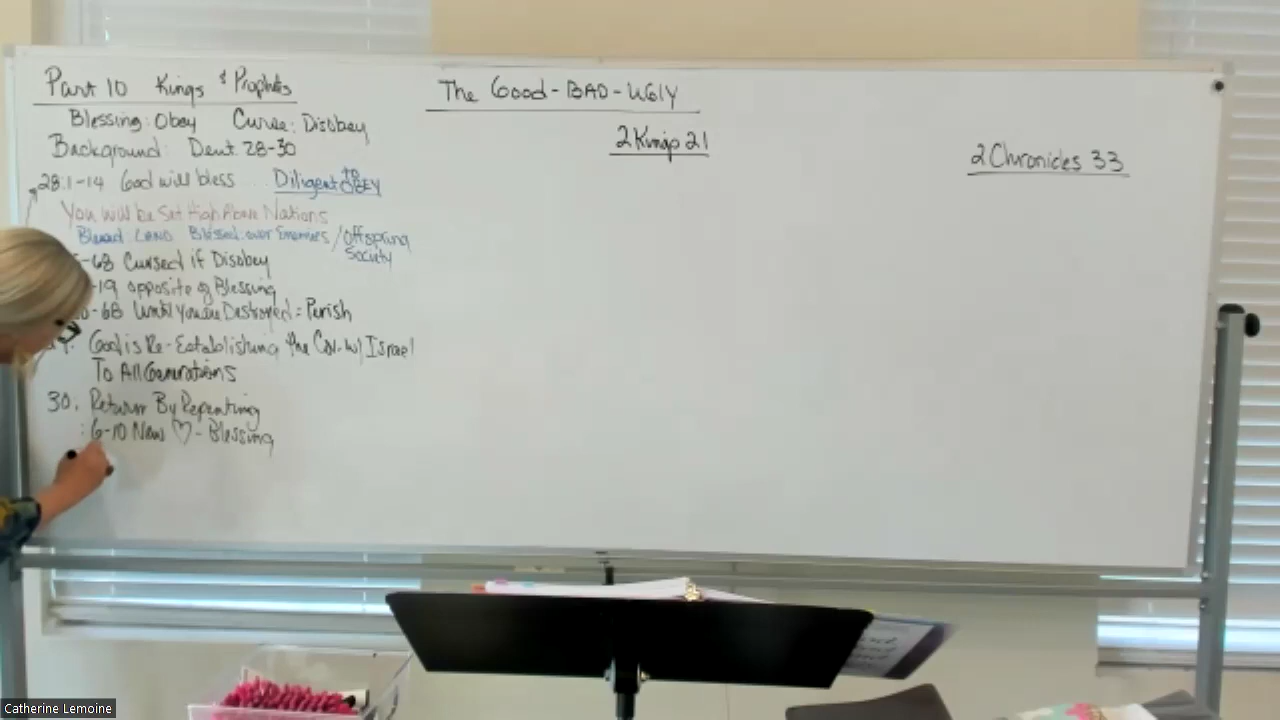 Part 10 Kings & Prophets
Blessing: Obey Curse: Disobey
Background: Deut. 28-30
28:1-14 God will bless... Diligent to OBEY
You will be Set High Above Nations
Blessed LAND Blessed over Enemies / Offspring
Society
-68 Cursed if Disobey
-19 opposite of Blessing
-68 Until You are Destroyed = Perish
God is Re-Establishing the Cov. w/ Israel
To All Generations
30. Return By Repenting
:6-10 New ♡ - Blessing
The Good-BAD-UGLY
2 Kings 21
2 Chronicles 33
Catherine Lemoine